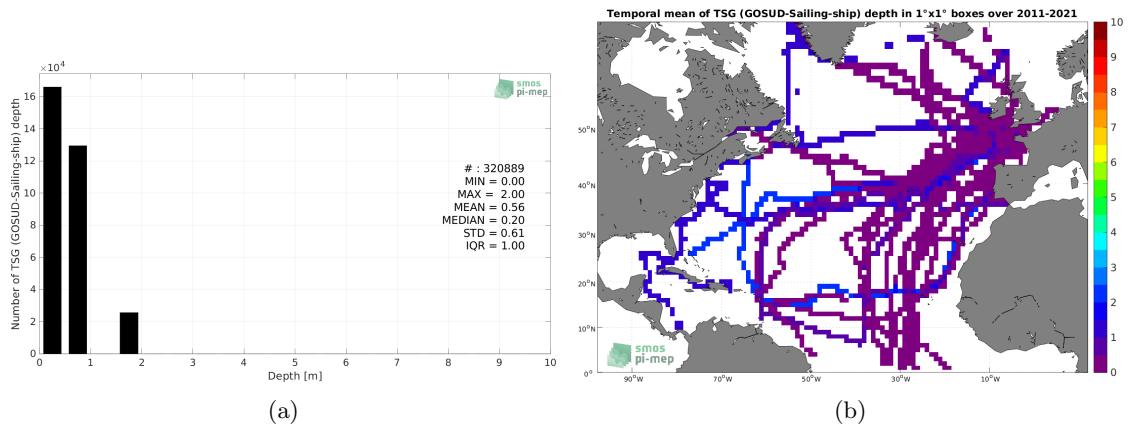 Temporal mean of TSG (GOSUD-Sailing-ship) depth in 1°x1° boxes over 2011-2021
×10⁴
16
14
12
10
8
6
4
2
0
Number of TSG (GOSUD-Sailing-ship) depth
smos
pi-mep
# : 320889
MIN = 0.00
MAX = 2.00
MEAN = 0.56
MEDIAN = 0.20
STD = 0.61
IQR = 1.00
0 1 2 3 4 5 6 7 8 9 10
Depth [m]
(a)
50°N
40°N
30°N
20°N
10°N
0°
90°W 70°W 50°W 30°W 10°W
smos
pi-mep
10
9
8
7
6
5
4
3
2
1
0
(b)